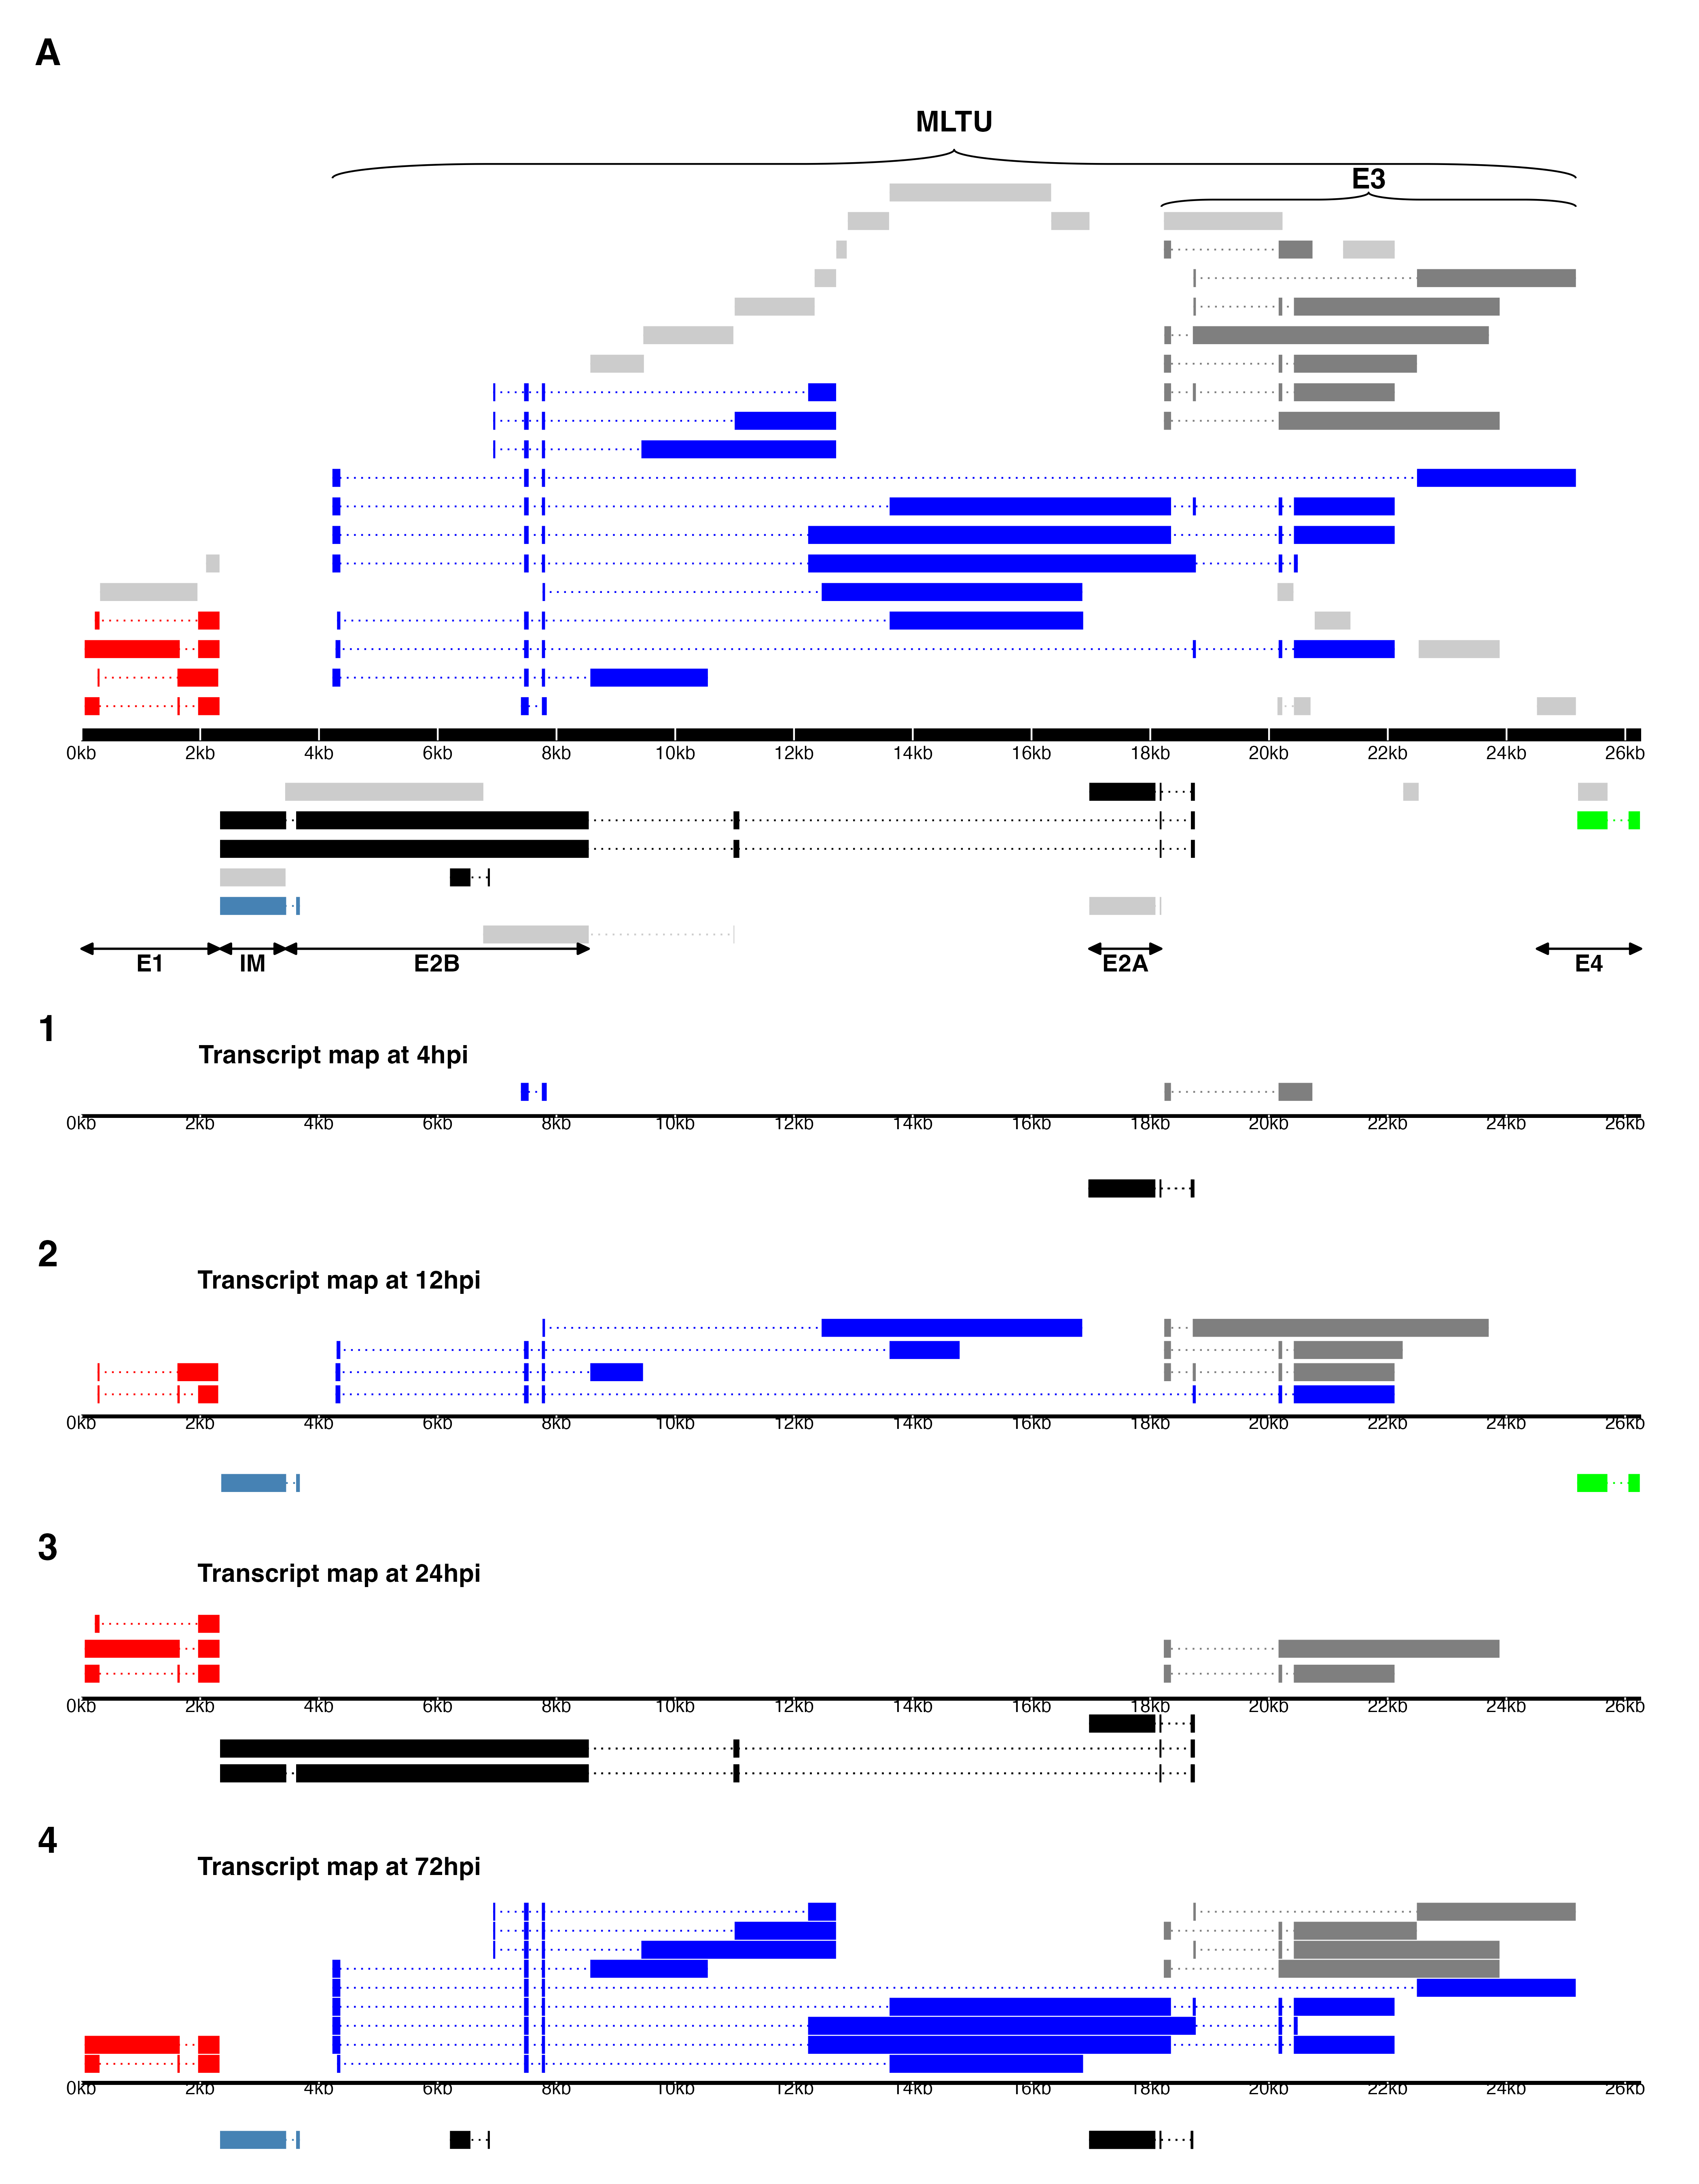 A
MLTU
E3
0kb 2kb 4kb 6kb 8kb 10kb 12kb 14kb 16kb 18kb 20kb 22kb 24kb 26kb
E1 IM E2B E2A E4
1
Transcript map at 4hpi
0kb 2kb 4kb 6kb 8kb 10kb 12kb 14kb 16kb 18kb 20kb 22kb 24kb 26kb
2
Transcript map at 12hpi
0kb 2kb 4kb 6kb 8kb 10kb 12kb 14kb 16kb 18kb 20kb 22kb 24kb 26kb
3
Transcript map at 24hpi
0kb 2kb 4kb 6kb 8kb 10kb 12kb 14kb 16kb 18kb 20kb 22kb 24kb 26kb
4
Transcript map at 72hpi
0kb 2kb 4kb 6kb 8kb 10kb 12kb 14kb 16kb 18kb 20kb 22kb 24kb 26kb